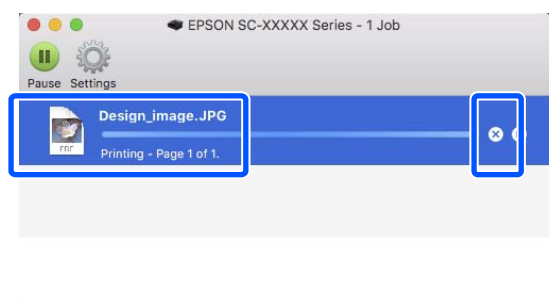 EPSON SC-XXXXX Series - 1 Job
Pause Settings
Design_image.JPG
Printing - Page 1 of 1.